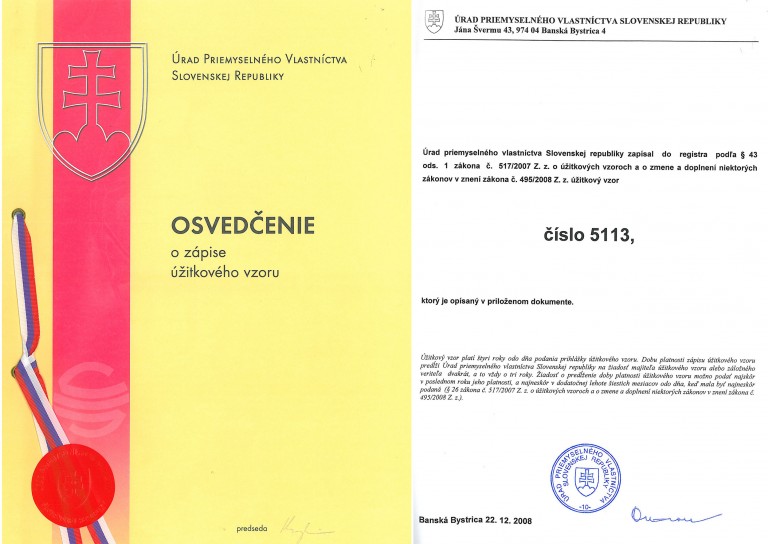 ÚRAD PRIEMYSELNÉHO VLASTNÍCTVA
SLOVENSKEJ REPUBLIKY
OSVEDČENIE
o zápise
úžitkového vzoru
predseda
ÚRAD PRIEMYSELNÉHO VLASTNÍCTVA SLOVENSKEJ REPUBLIKY
Jána Švermu 43, 974 04 Banská Bystrica 4
Úrad priemyselného vlastníctva Slovenskej republiky zapísal do registra podľa § 43
ods. 1 zákona č. 517/2007 Z. z. o úžitkových vzoroch a o zmene a doplnení niektorých
zákonov v znení zákona č. 495/2008 Z. z. úžitkový vzor
číslo 5113,
ktorý je opísaný v priloženom dokumente.
Úžitkový vzor platí štyri roky odo dňa podania prihlášky úžitkového vzoru. Dobu platnosti zápisu úžitkového vzoru
predĺži Úrad priemyselného vlastníctva Slovenskej republiky na žiadosť majiteľa úžitkového vzoru alebo záložného
veriteľa dvakrát, a to vždy o tri roky. Žiadosť o predĺženie doby platnosti úžitkového vzoru možno podať najskôr
v poslednom roku jeho platnosti, a najneskôr v dodatočnej lehote šiestich mesiacov odo dňa, keď mala byť najneskôr
podaná (§ 26 zákona č. 517/2007 Z. z. o úžitkových vzoroch a o zmene a doplnení niektorých zákonov v znení zákona č.
495/2008 Z. z.).
ÚRAD PRIEMYSELNÉHO VLASTNÍCTVA
SLOVENSKEJ REPUBLIKY
-10-
Banská Bystrica 22. 12. 2008